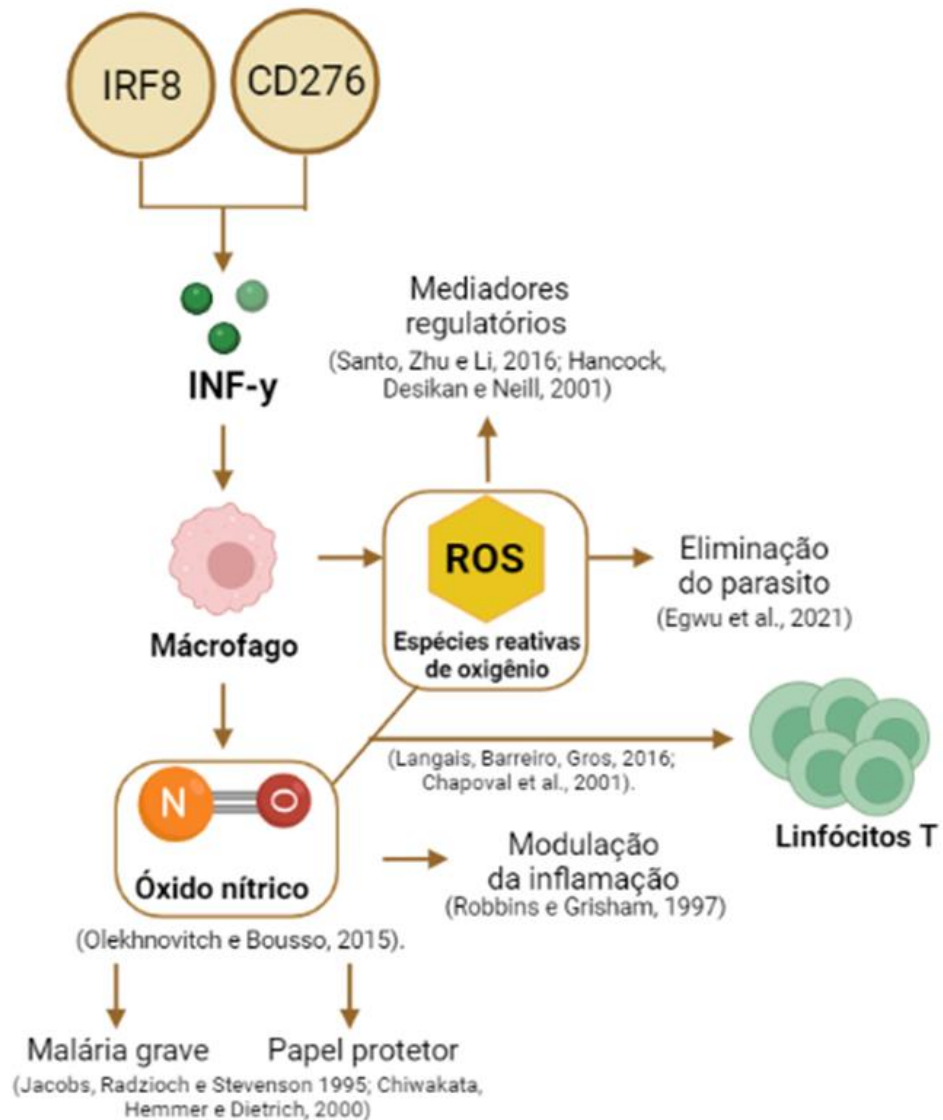 IRF8
CD276
INF-y
Mediadores
regulatórios
(Santo, Zhu e Li, 2016; Hancock,
Desikan e Neill, 2001)
Mácrofago
ROS
Espécies reativas
de oxigênio
Eliminação
do parasito
(Egwu et al., 2021)
(Langais, Barreiro, Gros, 2016;
Chapoval et al., 2001).
Linfócitos T
N
O
Óxido nítrico
Modulação
da inflamação
(Robbins e Grisham, 1997)
(Olekhnovitch e Bousso, 2015).
Malária grave
Papel protetor
(Jacobs, Radzioch e Stevenson 1995; Chiwakata,
Hemmer e Dietrich, 2000)